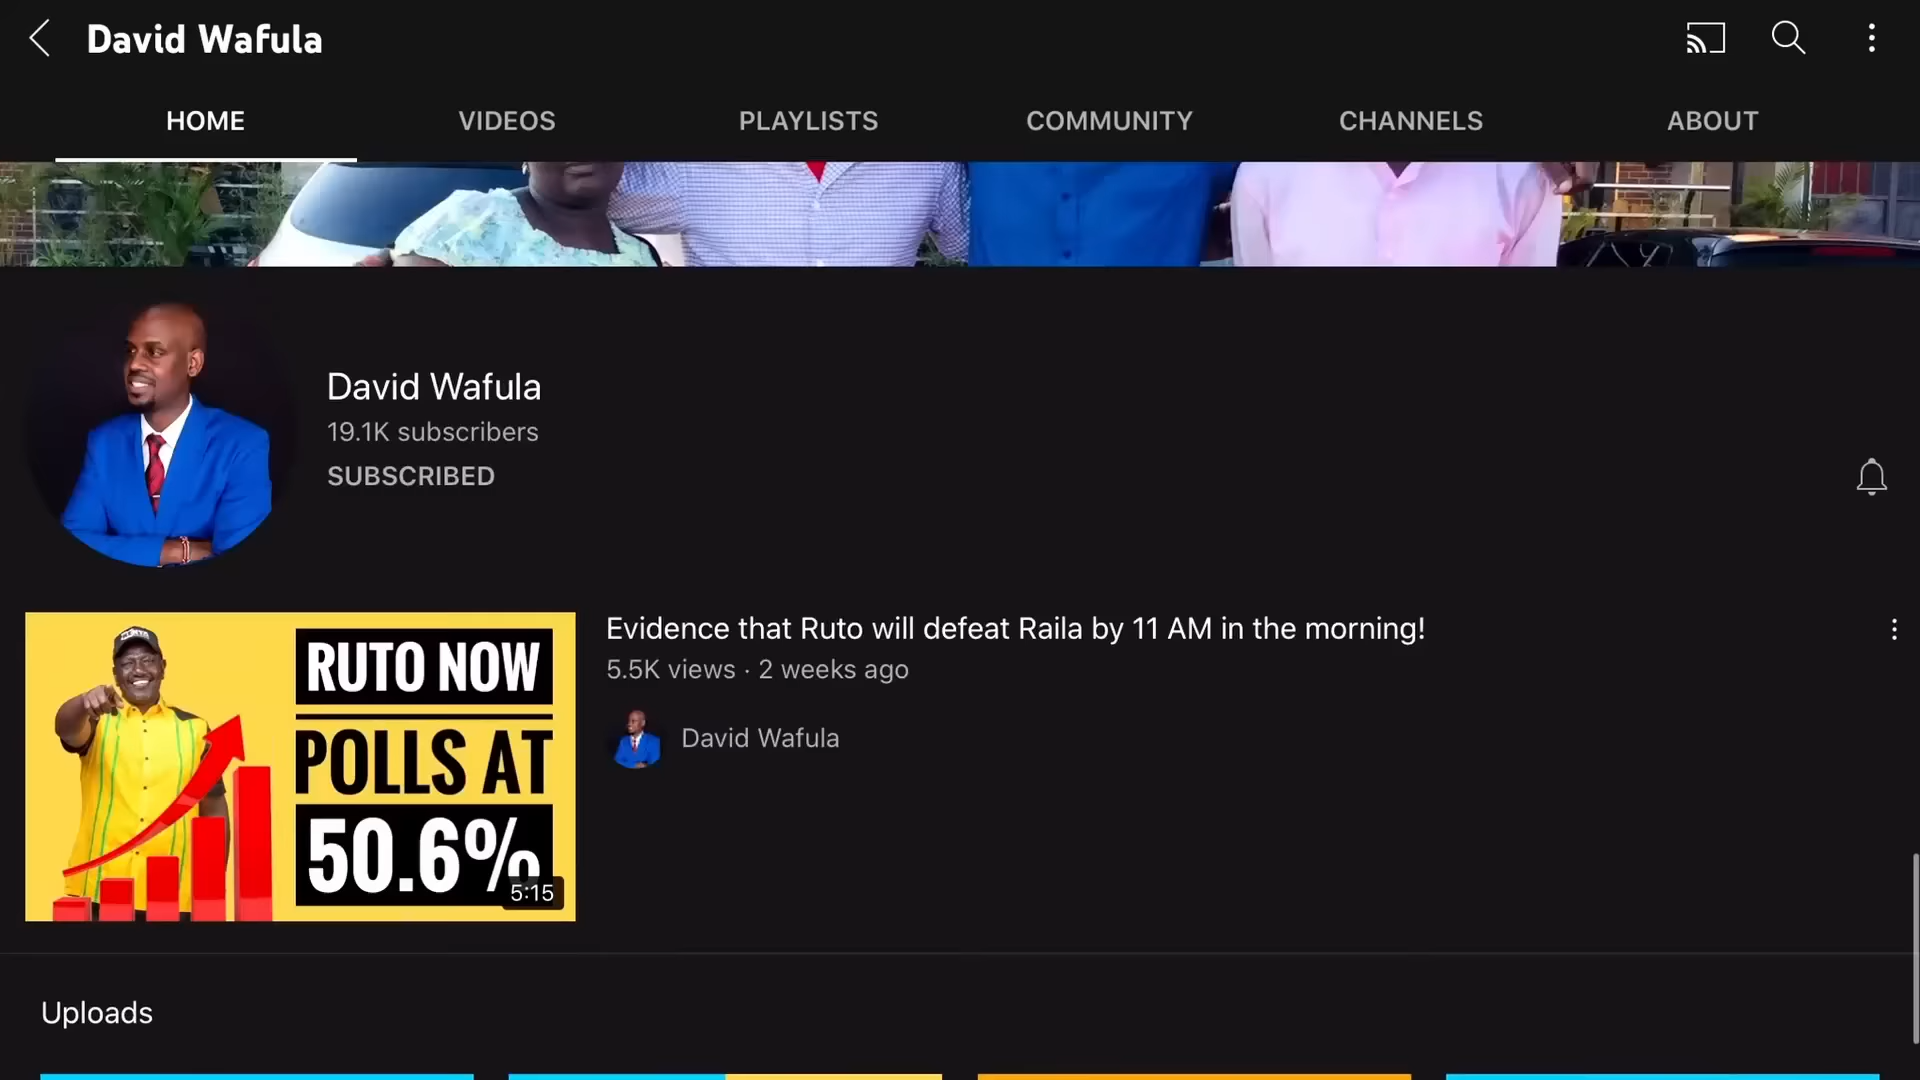 David Wafula
HOME
VIDEOS
PLAYLISTS
COMMUNITY
CHANNELS
ABOUT
David Wafula
19.1K subscribers
SUBSCRIBED
RUTO NOW
POLLS AT
50.6%
5:15
Evidence that Ruto will defeat Raila by 11 AM in the morning!
5.5K views · 2 weeks ago
David Wafula
Uploads